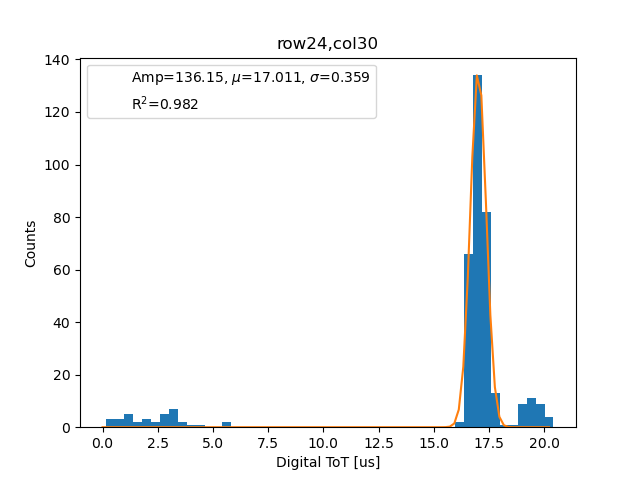 row24,col30
Amp=136.15, μ=17.011, σ=0.359
R²=0.982
140
120
100
80
60
40
20
0
Counts
0.0 2.5 5.0 7.5 10.0 12.5 15.0 17.5 20.0
Digital ToT [us]